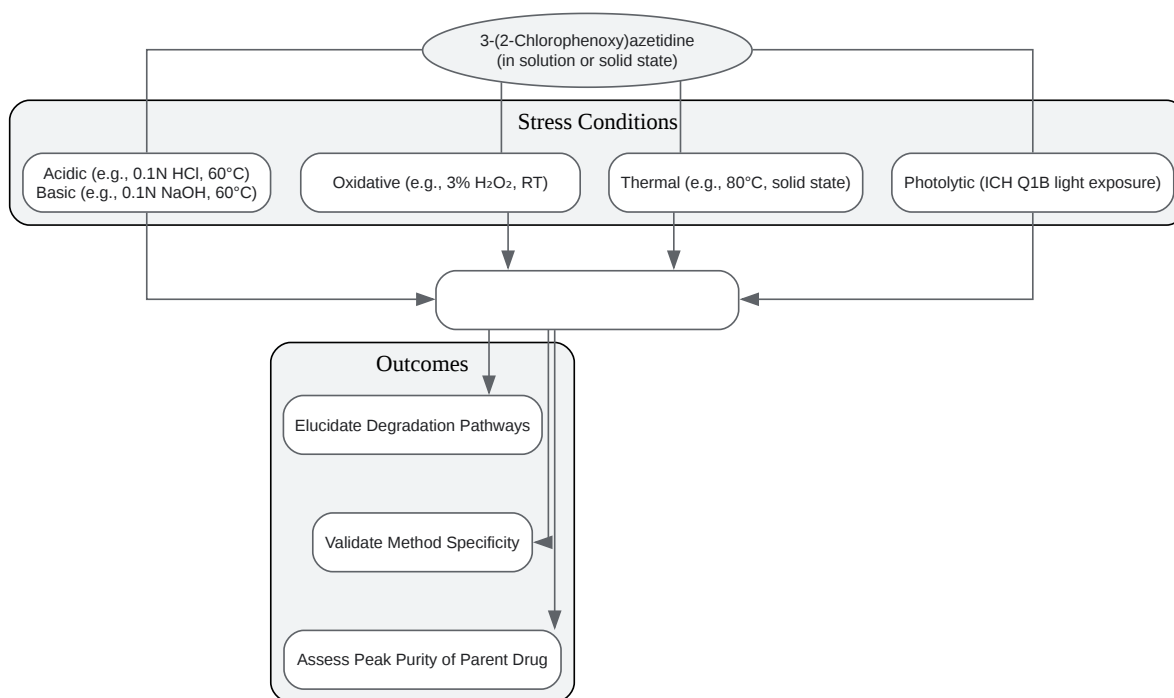 3-(2-Chlorophenoxy)azetidine
(in solution or solid state)
Stress Conditions
Acidic (e.g., 0.1N HCl, 60°C)
Basic (e.g., 0.1N NaOH, 60°C)
Oxidative (e.g., 3% H₂O₂, RT)
Thermal (e.g., 80°C, solid state)
Photolytic (ICH Q1B light exposure)
Outcomes
Elucidate Degradation Pathways
Validate Method Specificity
Assess Peak Purity of Parent Drug